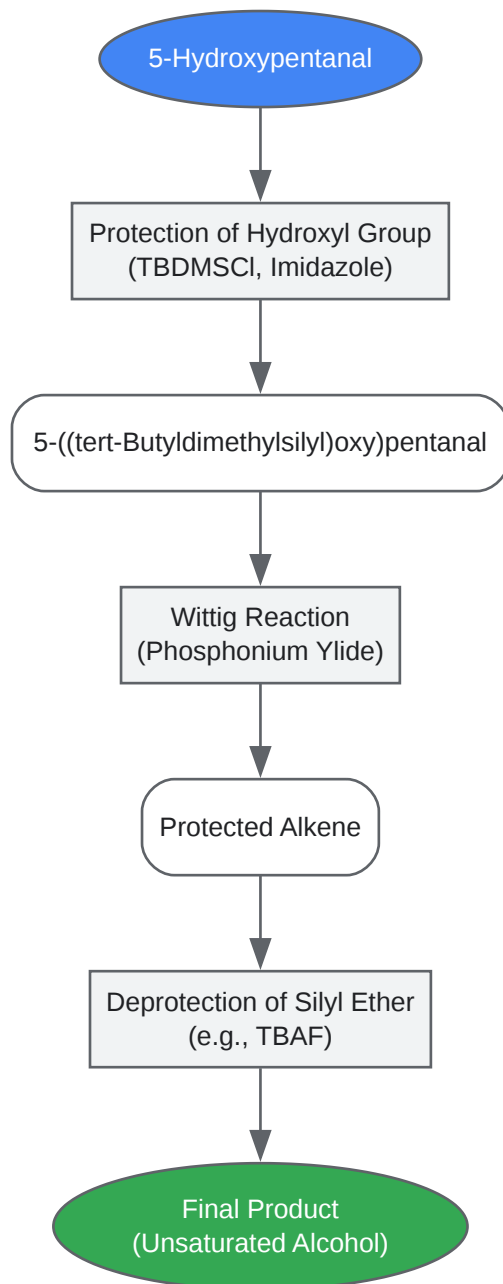 5-Hydroxypentanal
Protection of Hydroxyl Group
(TBDMSCl, Imidazole)
5-((tert-Butyldimethylsilyl)oxy)pentanal
Wittig Reaction
(Phosphonium Ylide)
Protected Alkene
Deprotection of Silyl Ether
(e.g., TBAF)
Final Product
(Unsaturated Alcohol)